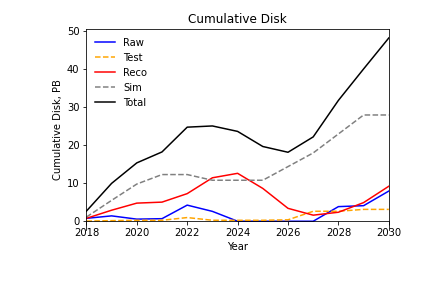 Cumulative Disk
Cumulative Disk, PB
50
40
30
20
10
0
Raw
Test
Reco
Sim
Total
2018 2020 2022 2024 2026 2028 2030
Year